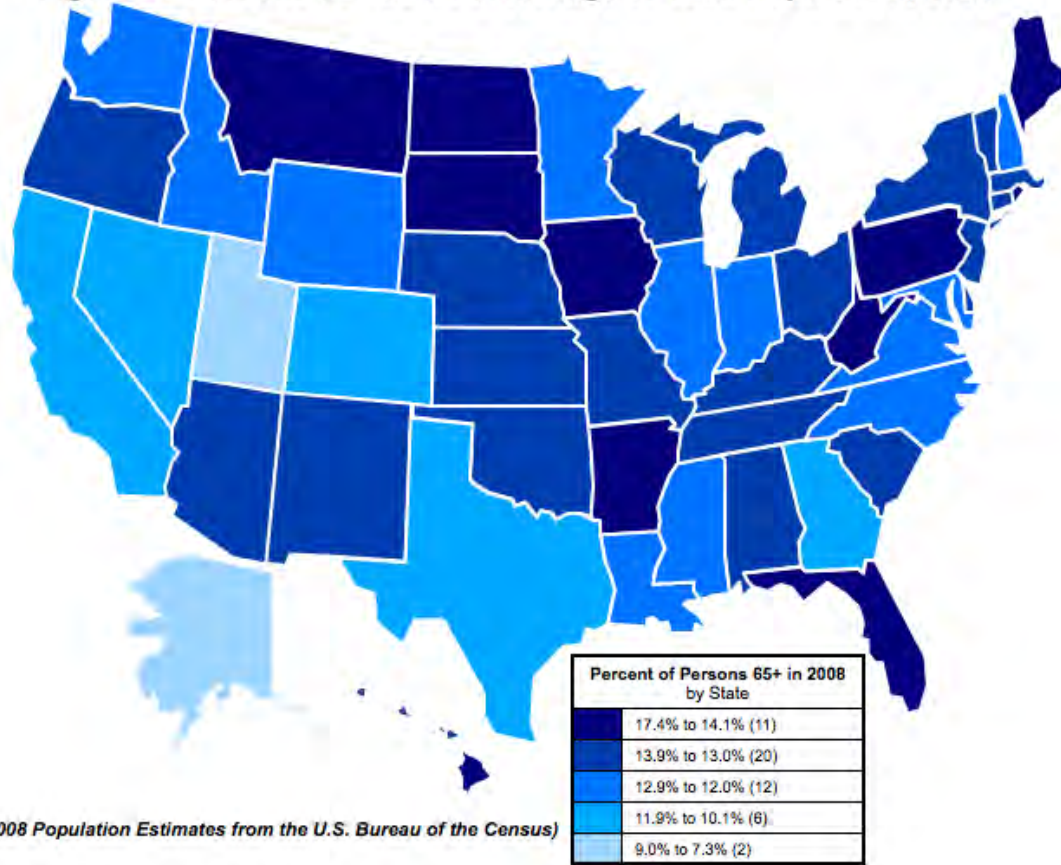 Percent of Persons 65+ in 2008
by State
17.4% to 14.1% (11)
13.9% to 13.0% (20)
12.9% to 12.0% (12)
11.9% to 10.1% (6)
9.0% to 7.3% (2)
008 Population Estimates from the U.S. Bureau of the Census)